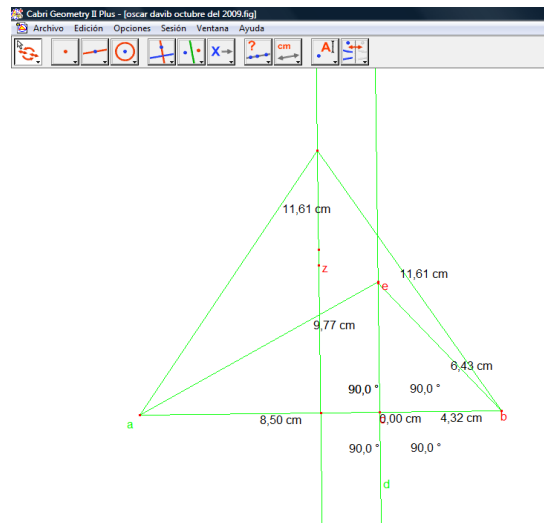 Cabri Geometry II Plus - [oscar davib octubre del 2009.fig]
Archivo Edición Opciones Sesión Ventana Ayuda
X→ ? cm A
11,61 cm
z
11,61 cm
e
9,77 cm
6,43 cm
90,0 ° 90,0 °
a 8,50 cm 0,00 cm 4,32 cm b
90,0 ° 90,0 °
d